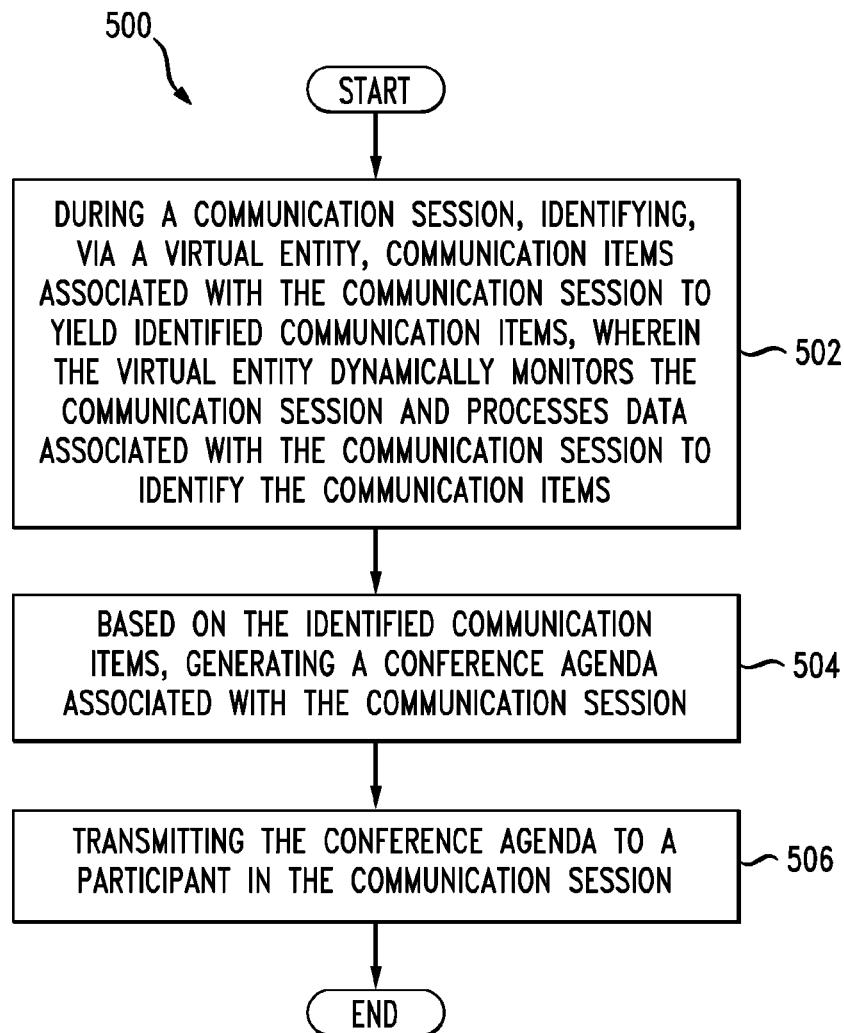 500
START
DURING A COMMUNICATION SESSION, IDENTIFYING,
VIA A VIRTUAL ENTITY, COMMUNICATION ITEMS
ASSOCIATED WITH THE COMMUNICATION SESSION TO
YIELD IDENTIFIED COMMUNICATION ITEMS, WHEREIN
THE VIRTUAL ENTITY DYNAMICALLY MONITORS THE
COMMUNICATION SESSION AND PROCESSES DATA
ASSOCIATED WITH THE COMMUNICATION SESSION TO
IDENTIFY THE COMMUNICATION ITEMS
502
BASED ON THE IDENTIFIED COMMUNICATION
ITEMS, GENERATING A CONFERENCE AGENDA
ASSOCIATED WITH THE COMMUNICATION SESSION
504
TRANSMITTING THE CONFERENCE AGENDA TO A
PARTICIPANT IN THE COMMUNICATION SESSION
506
END